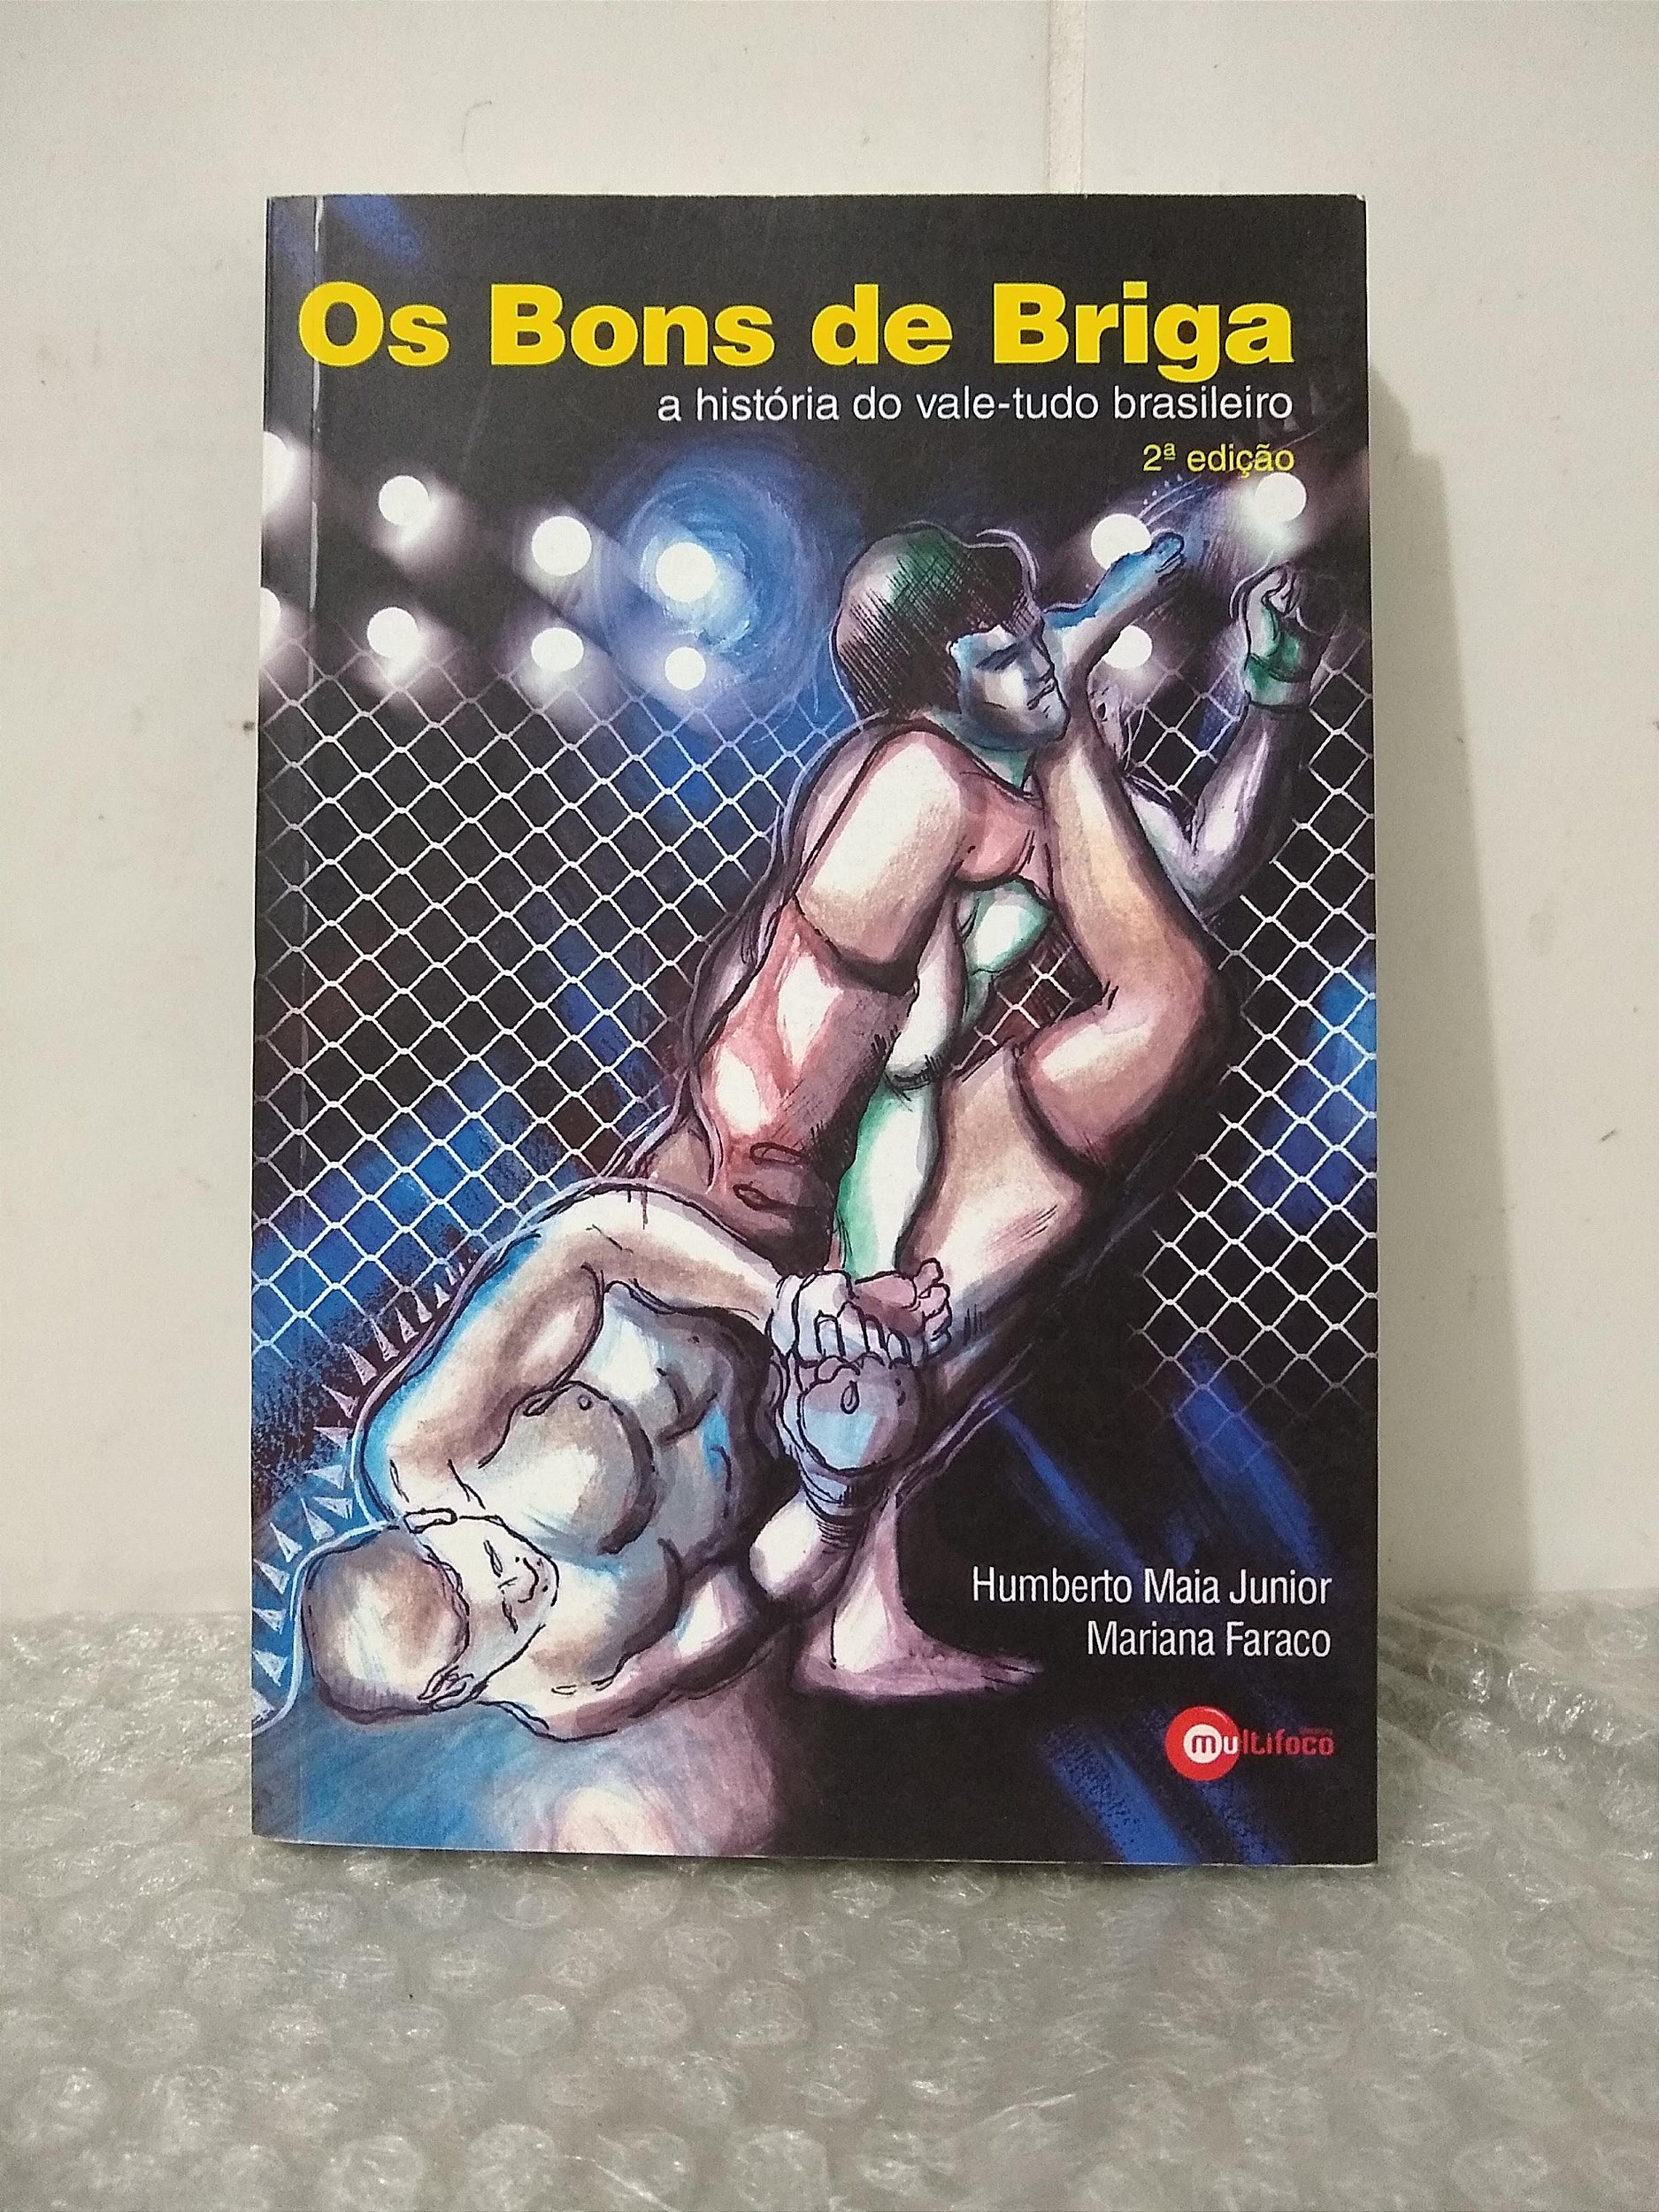 Os Bons de Briga
a história do vale-tudo brasileiro
2ª edição
Humberto Maia Junior
Mariana Faraco
multifoco